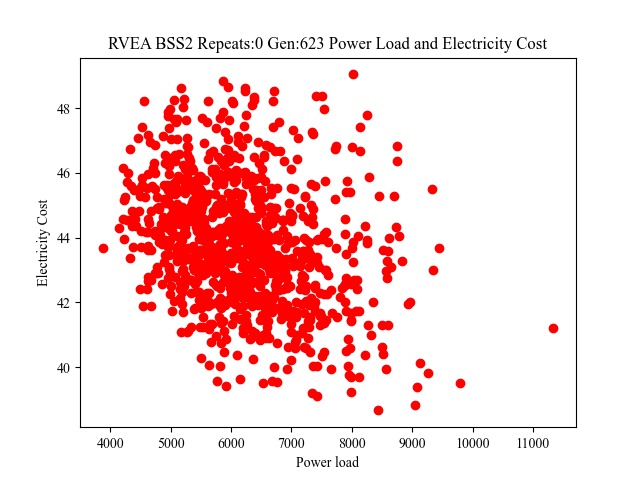 RVEA BSS2 Repeats:0 Gen:623 Power Load and Electricity Cost
Electricity Cost
48
46
44
42
40
4000 5000 6000 7000 8000 9000 10000 11000
Power load